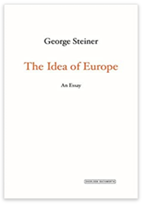 George Steiner
The Idea of Europe
An Essay